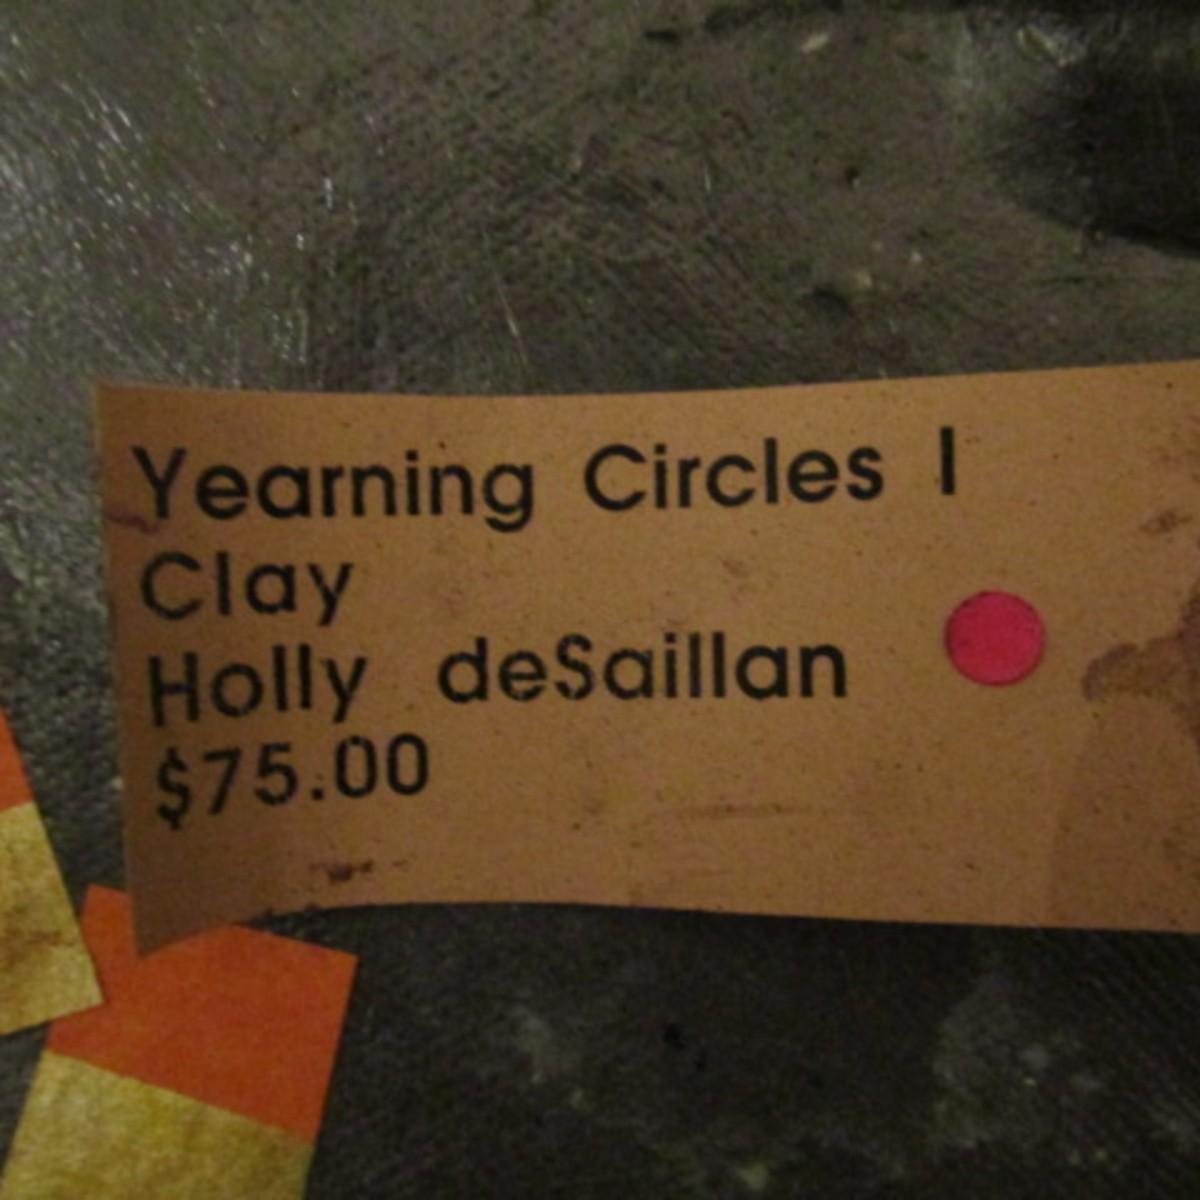 Yearning Circles I
Clay
Holly deSaillan
$75.00